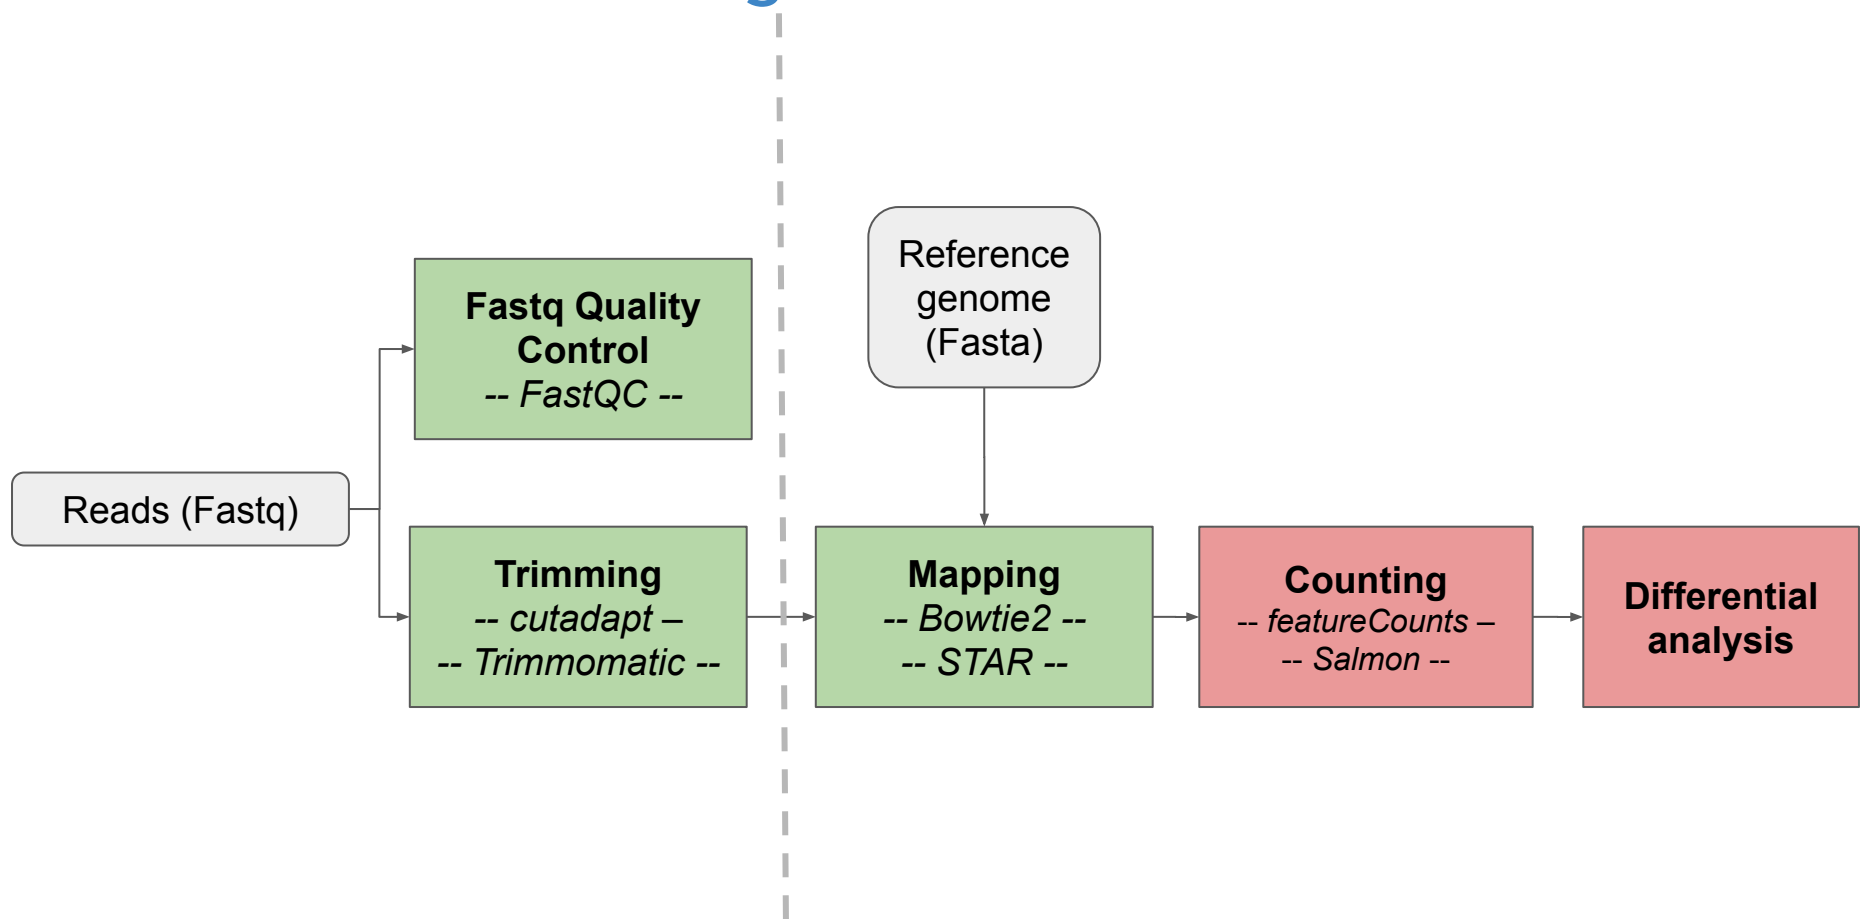 Reads (Fastq)
Fastq Quality
Control
-- FastQC --
Trimming
-- cutadapt –
-- Trimmomatic --
Reference
genome
(Fasta)
Mapping
-- Bowtie2 --
-- STAR --
Counting
-- featureCounts –
-- Salmon --
Differential
analysis